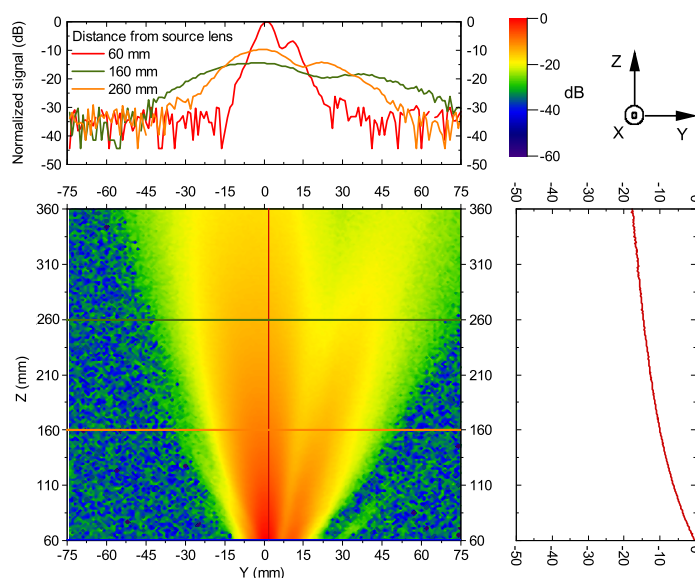 Normalized signal (dB)
0
-10
-20
-30
-40
-50
Distance from source lens
60 mm
160 mm
260 mm
0
-10
-20
-30
-40
-50
-75 -60 -45 -30 -15 0 15 30 45 60 75
0
-20
-40
-60
dB
Z
X
Y
Z (mm)
360
310
260
210
160
110
60
360
310
260
210
160
110
60
-75 -60 -45 -30 -15 0 15 30 45 60 75
Y (mm)
-50 -40 -30 -20 -10 0
-50 -40 -30 -20 -10 0